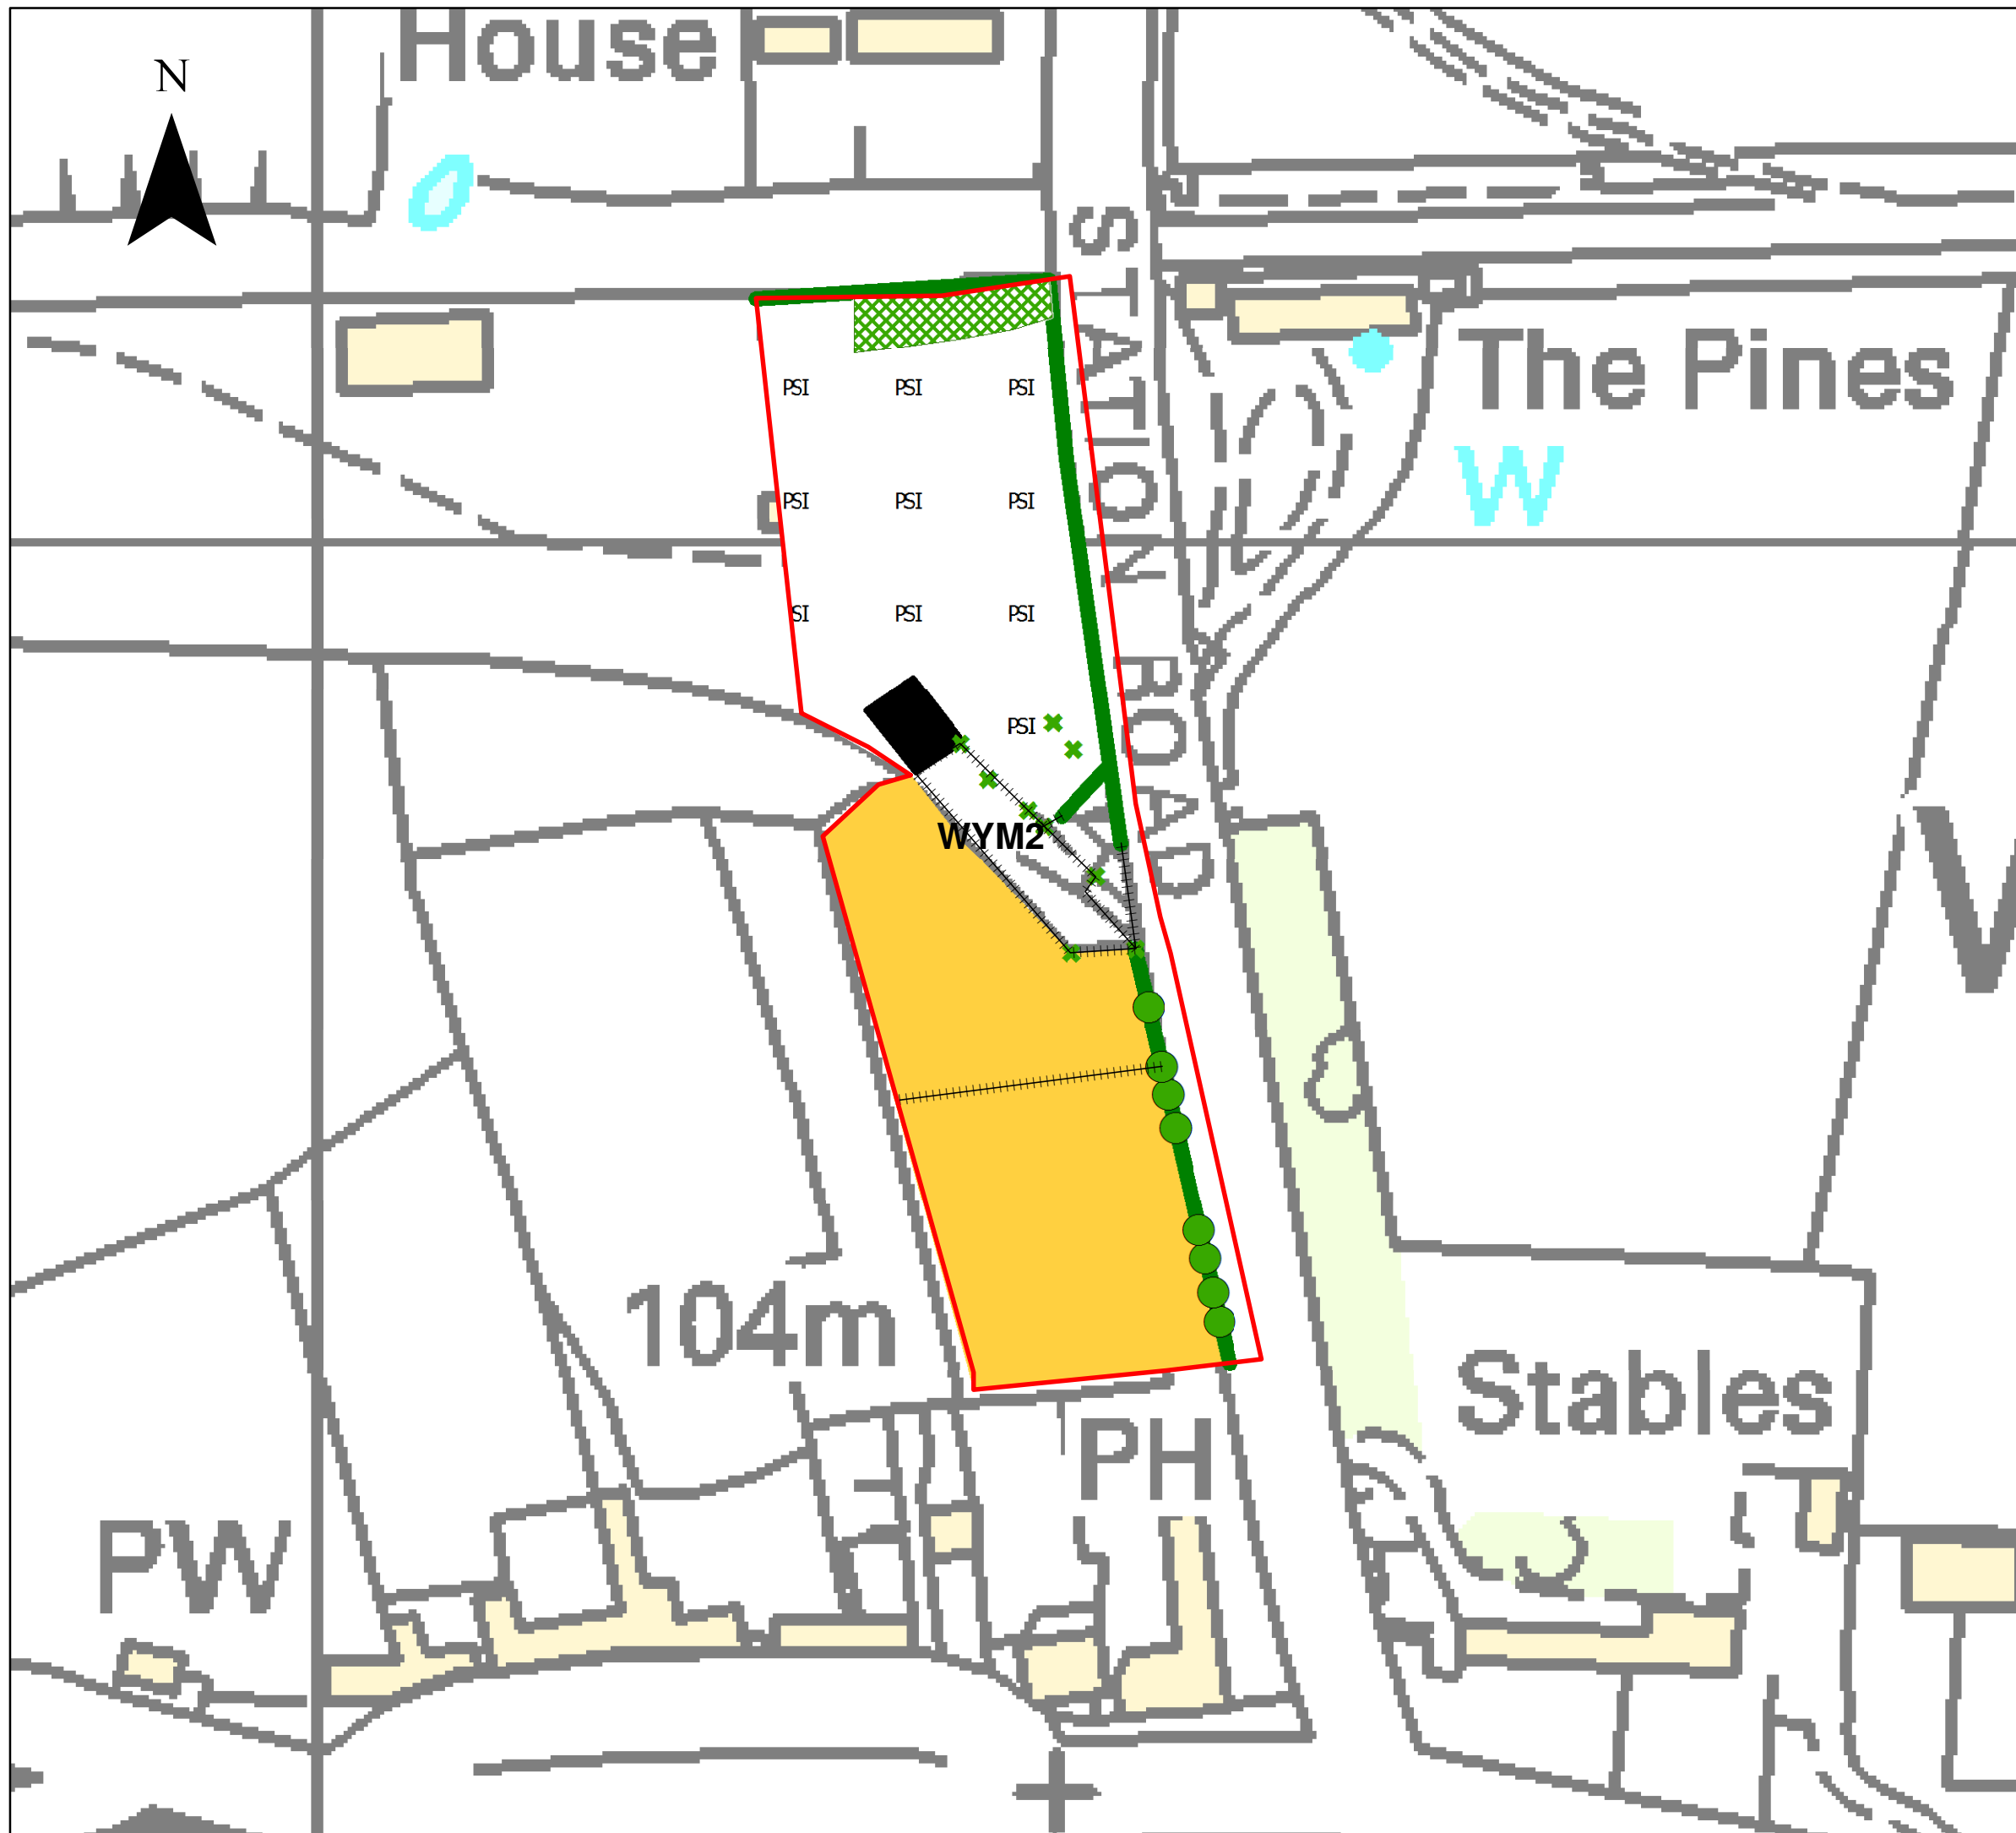 House
N
STATION ROAD
The Pines
W
PSI PSI PSI
PSI PSI PSI
SI PSI PSI
PSI
WYM2
104m
Stables
PH
PW